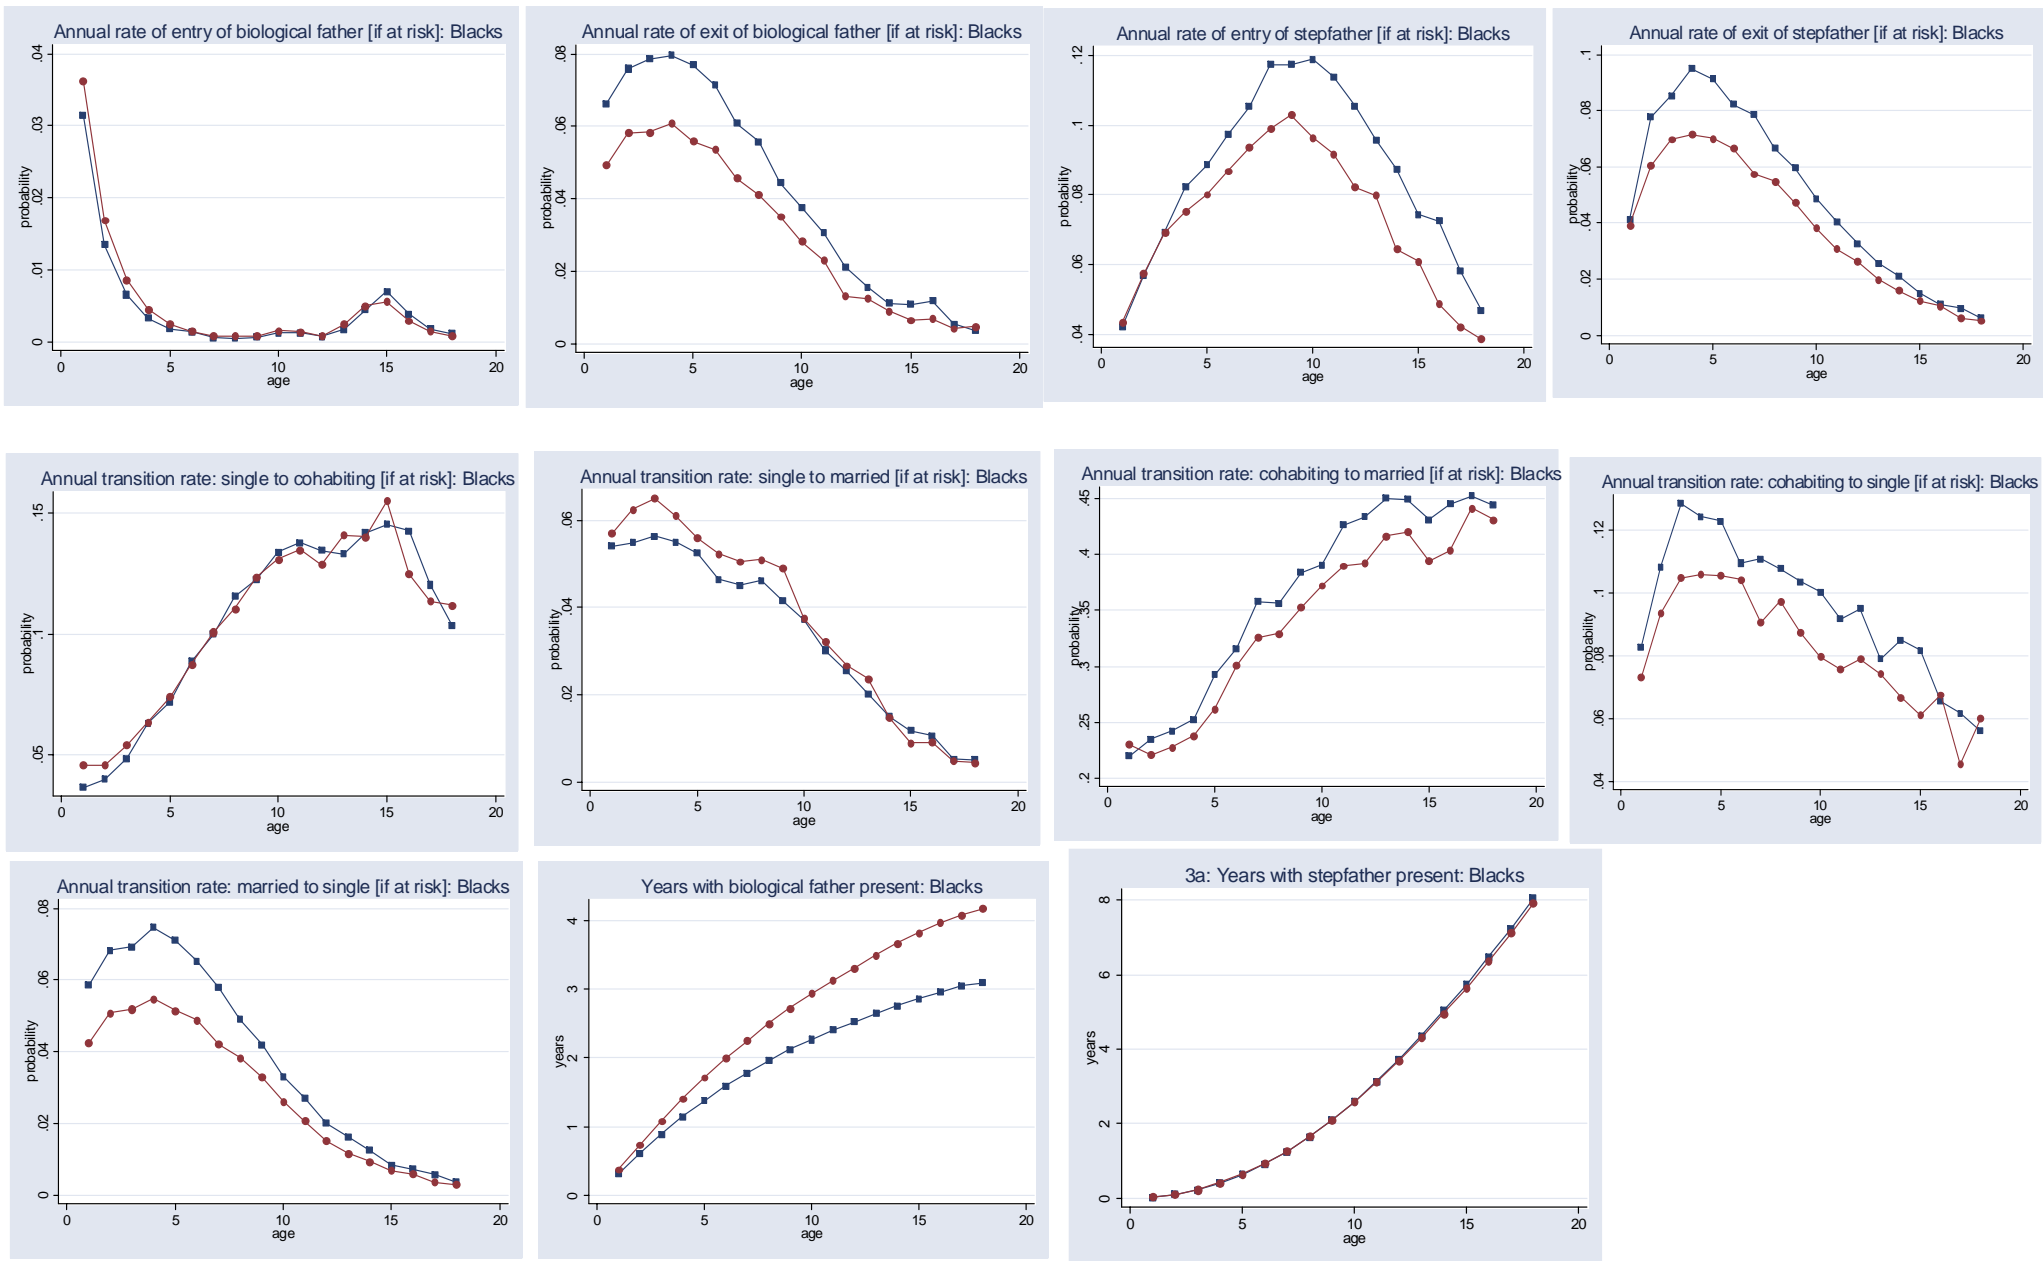 Annual rate of entry of biological father [if at risk]: Blacks
probability
0 .01 .02 .03 .04
0 5 10 15 20
age
Annual rate of exit of biological father [if at risk]: Blacks
probability
0 .02 .04 .06 .08
0 5 10 15 20
age
Annual rate of entry of stepfather [if at risk]: Blacks
probability
.04 .06 .08 .1 .12
0 5 10 15 20
age
Annual rate of exit of stepfather [if at risk]: Blacks
probability
0 .02 .04 .06 .08 .1
0 5 10 15 20
age
Annual transition rate: single to cohabiting [if at risk]: Blacks
probability
.05 .1 .15
0 5 10 15 20
age
Annual transition rate: single to married [if at risk]: Blacks
probability
0 .02 .04 .06
0 5 10 15 20
age
Annual transition rate: cohabiting to married [if at risk]: Blacks
probability
.2 .25 .3 .35 .4 .45
0 5 10 15 20
age
Annual transition rate: cohabiting to single [if at risk]: Blacks
probability
.04 .06 .08 .1 .12
0 5 10 15 20
age
Annual transition rate: married to single [if at risk]: Blacks
probability
0 .02 .04 .06 .08
0 5 10 15 20
age
Years with biological father present: Blacks
years
0 1 2 3 4
0 5 10 15 20
age
3a: Years with stepfather present: Blacks
years
0 2 4 6 8
0 5 10 15 20
age